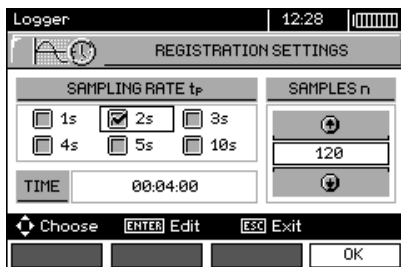 Logger 12:28
REGISTRATION SETTINGS
SAMPLING RATE tP SAMPLES n
1s 2s 3s
4s 5s 10s
120
TIME 00:04:00
Choose ENTER Edit ESC Exit
OK